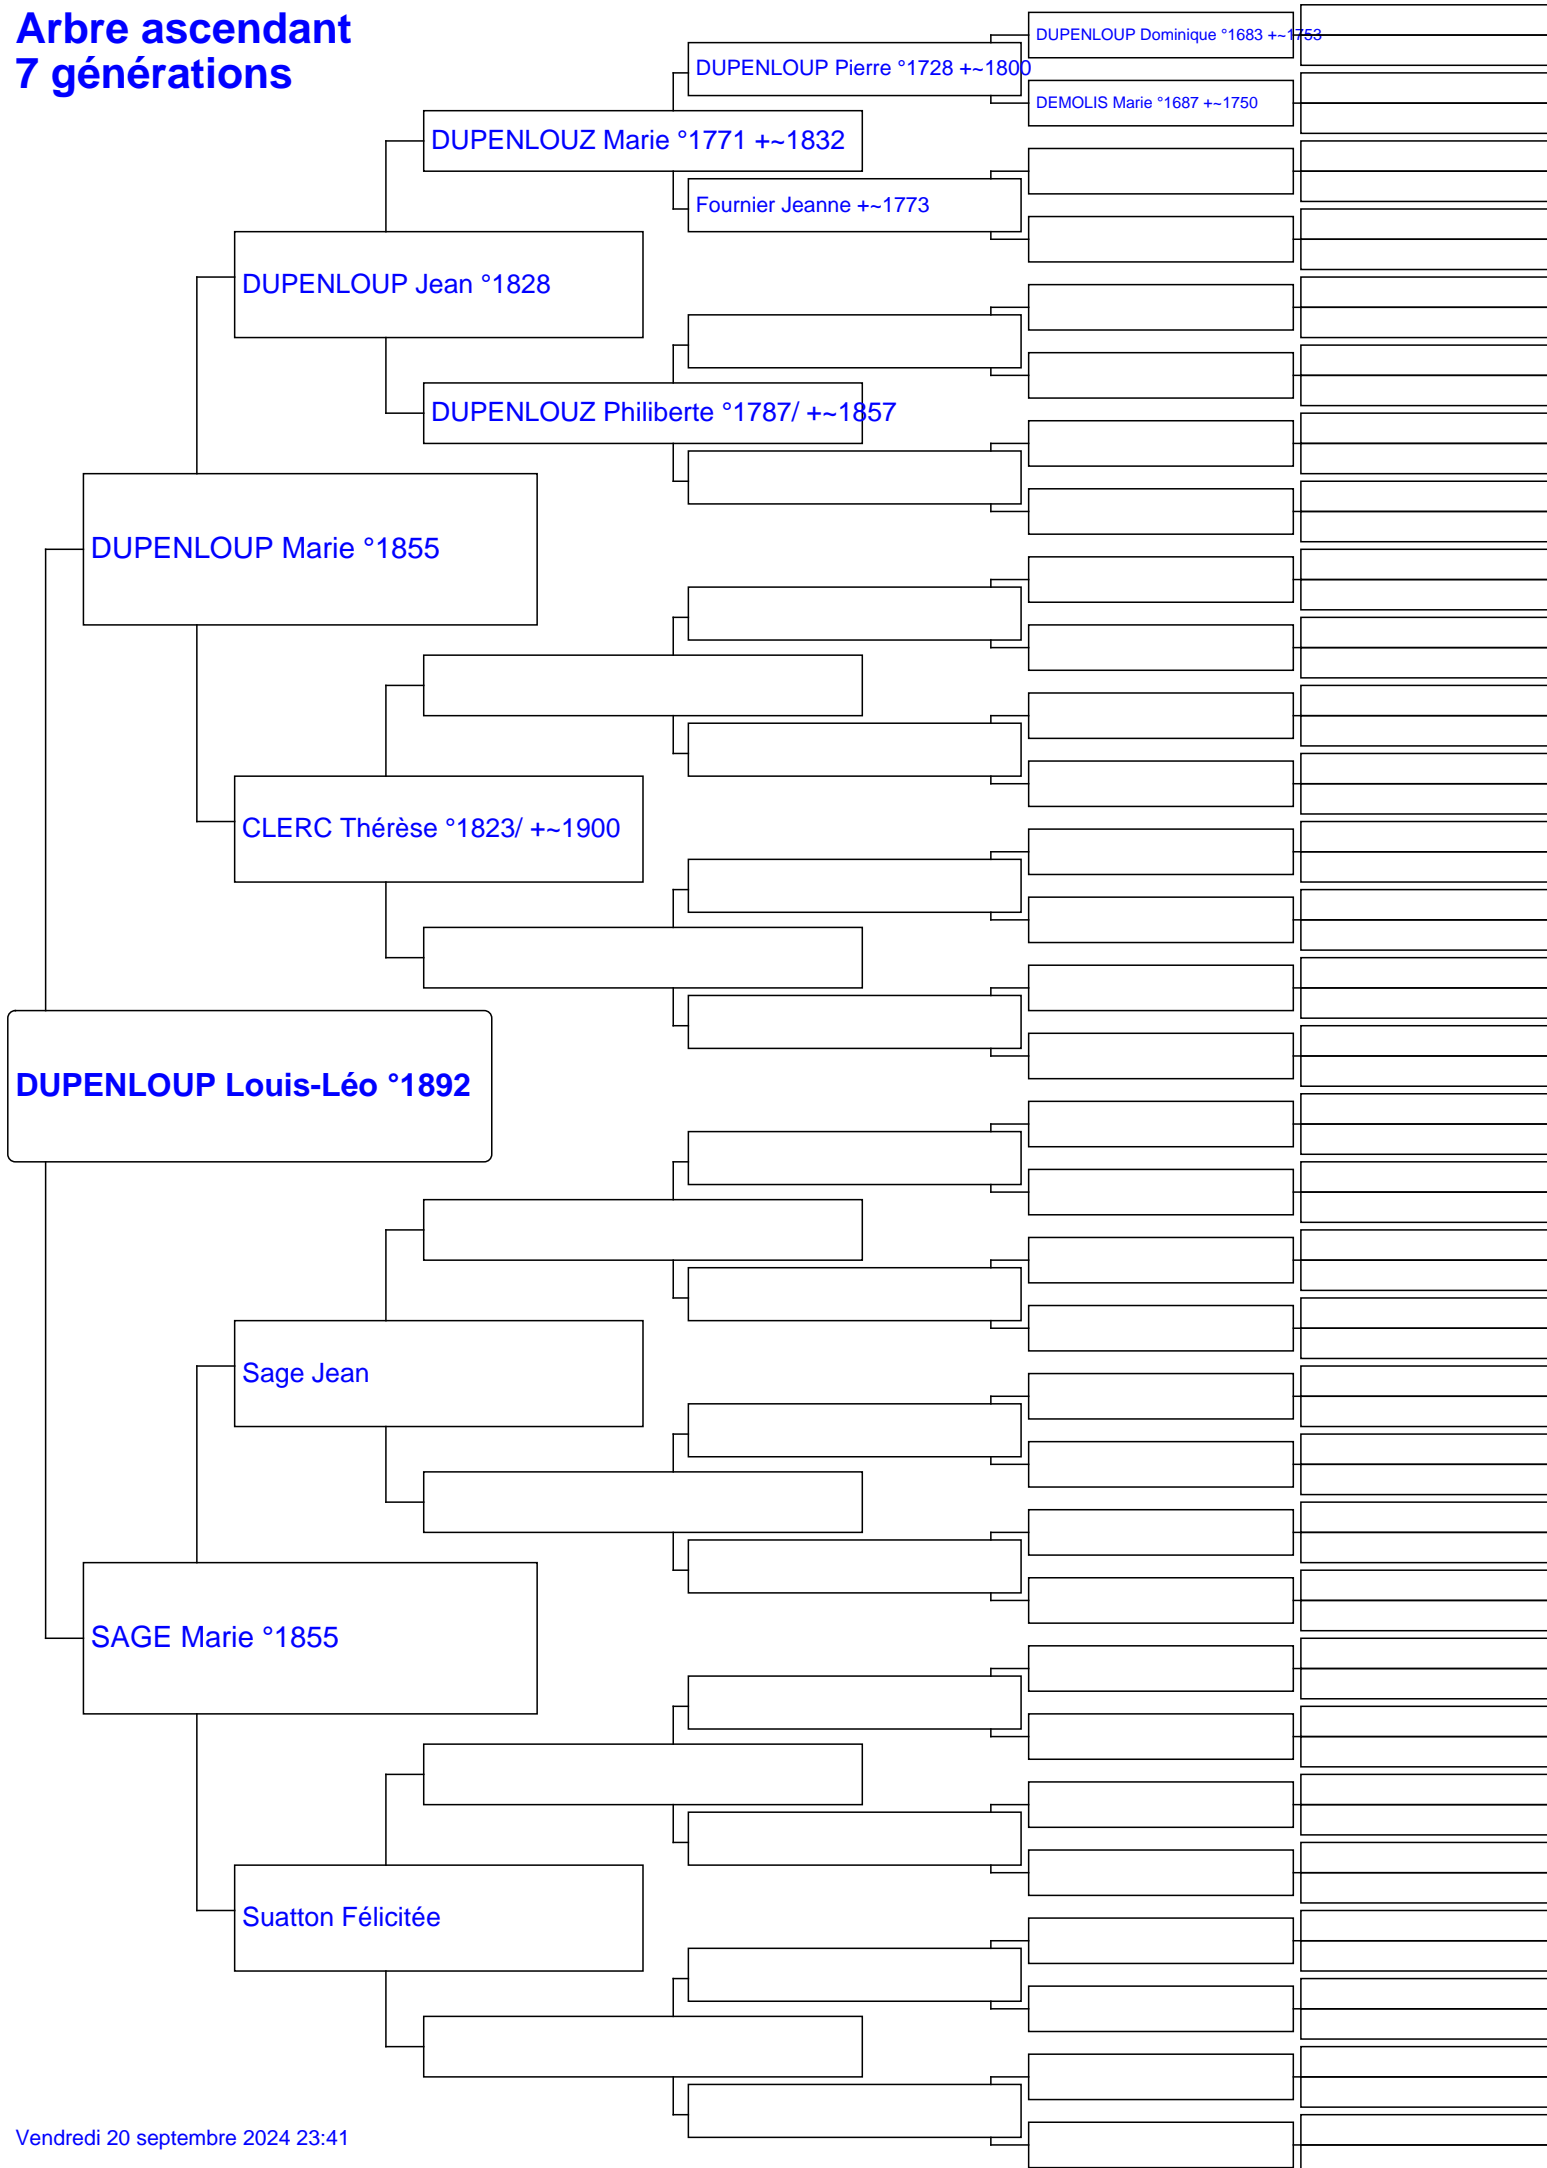 Arbre ascendant
7 générations
DUPENLOUP Dominique °1683 +~1753
DUPENLOUP Pierre °1728 +~1800
DEMOLIS Marie °1687 +~1750
DUPENLOUZ Marie °1771 +~1832
Fournier Jeanne +~1773
DUPENLOUP Jean °1828
DUPENLOUZ Philiberte °1787/ +~1857
DUPENLOUP Marie °1855
CLERC Thérèse °1823/ +~1900
DUPENLOUP Louis-Léo °1892
Sage Jean
SAGE Marie °1855
Suatton Félicitée
Vendredi 20 septembre 2024 23:41